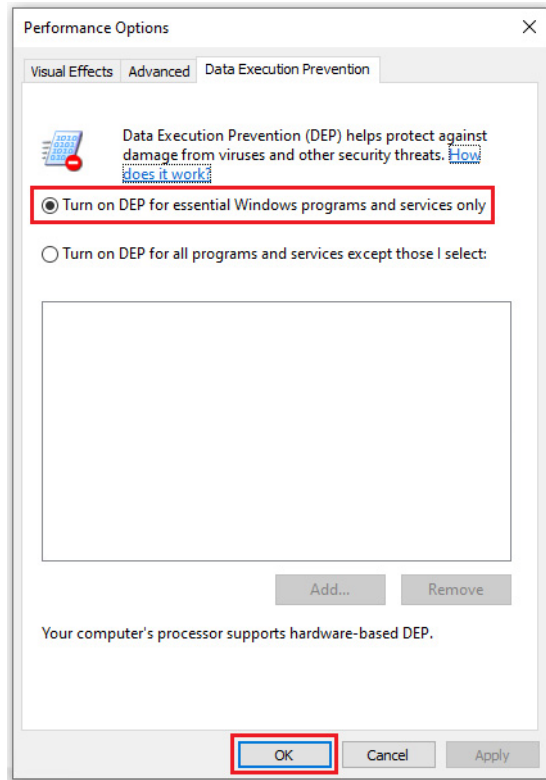 Performance Options
Visual Effects Advanced Data Execution Prevention
Data Execution Prevention (DEP) helps protect against
damage from viruses and other security threats. How
does it work?
Turn on DEP for essential Windows programs and services only
Turn on DEP for all programs and services except those I select:
Add... Remove
Your computer's processor supports hardware-based DEP.
OK Cancel Apply